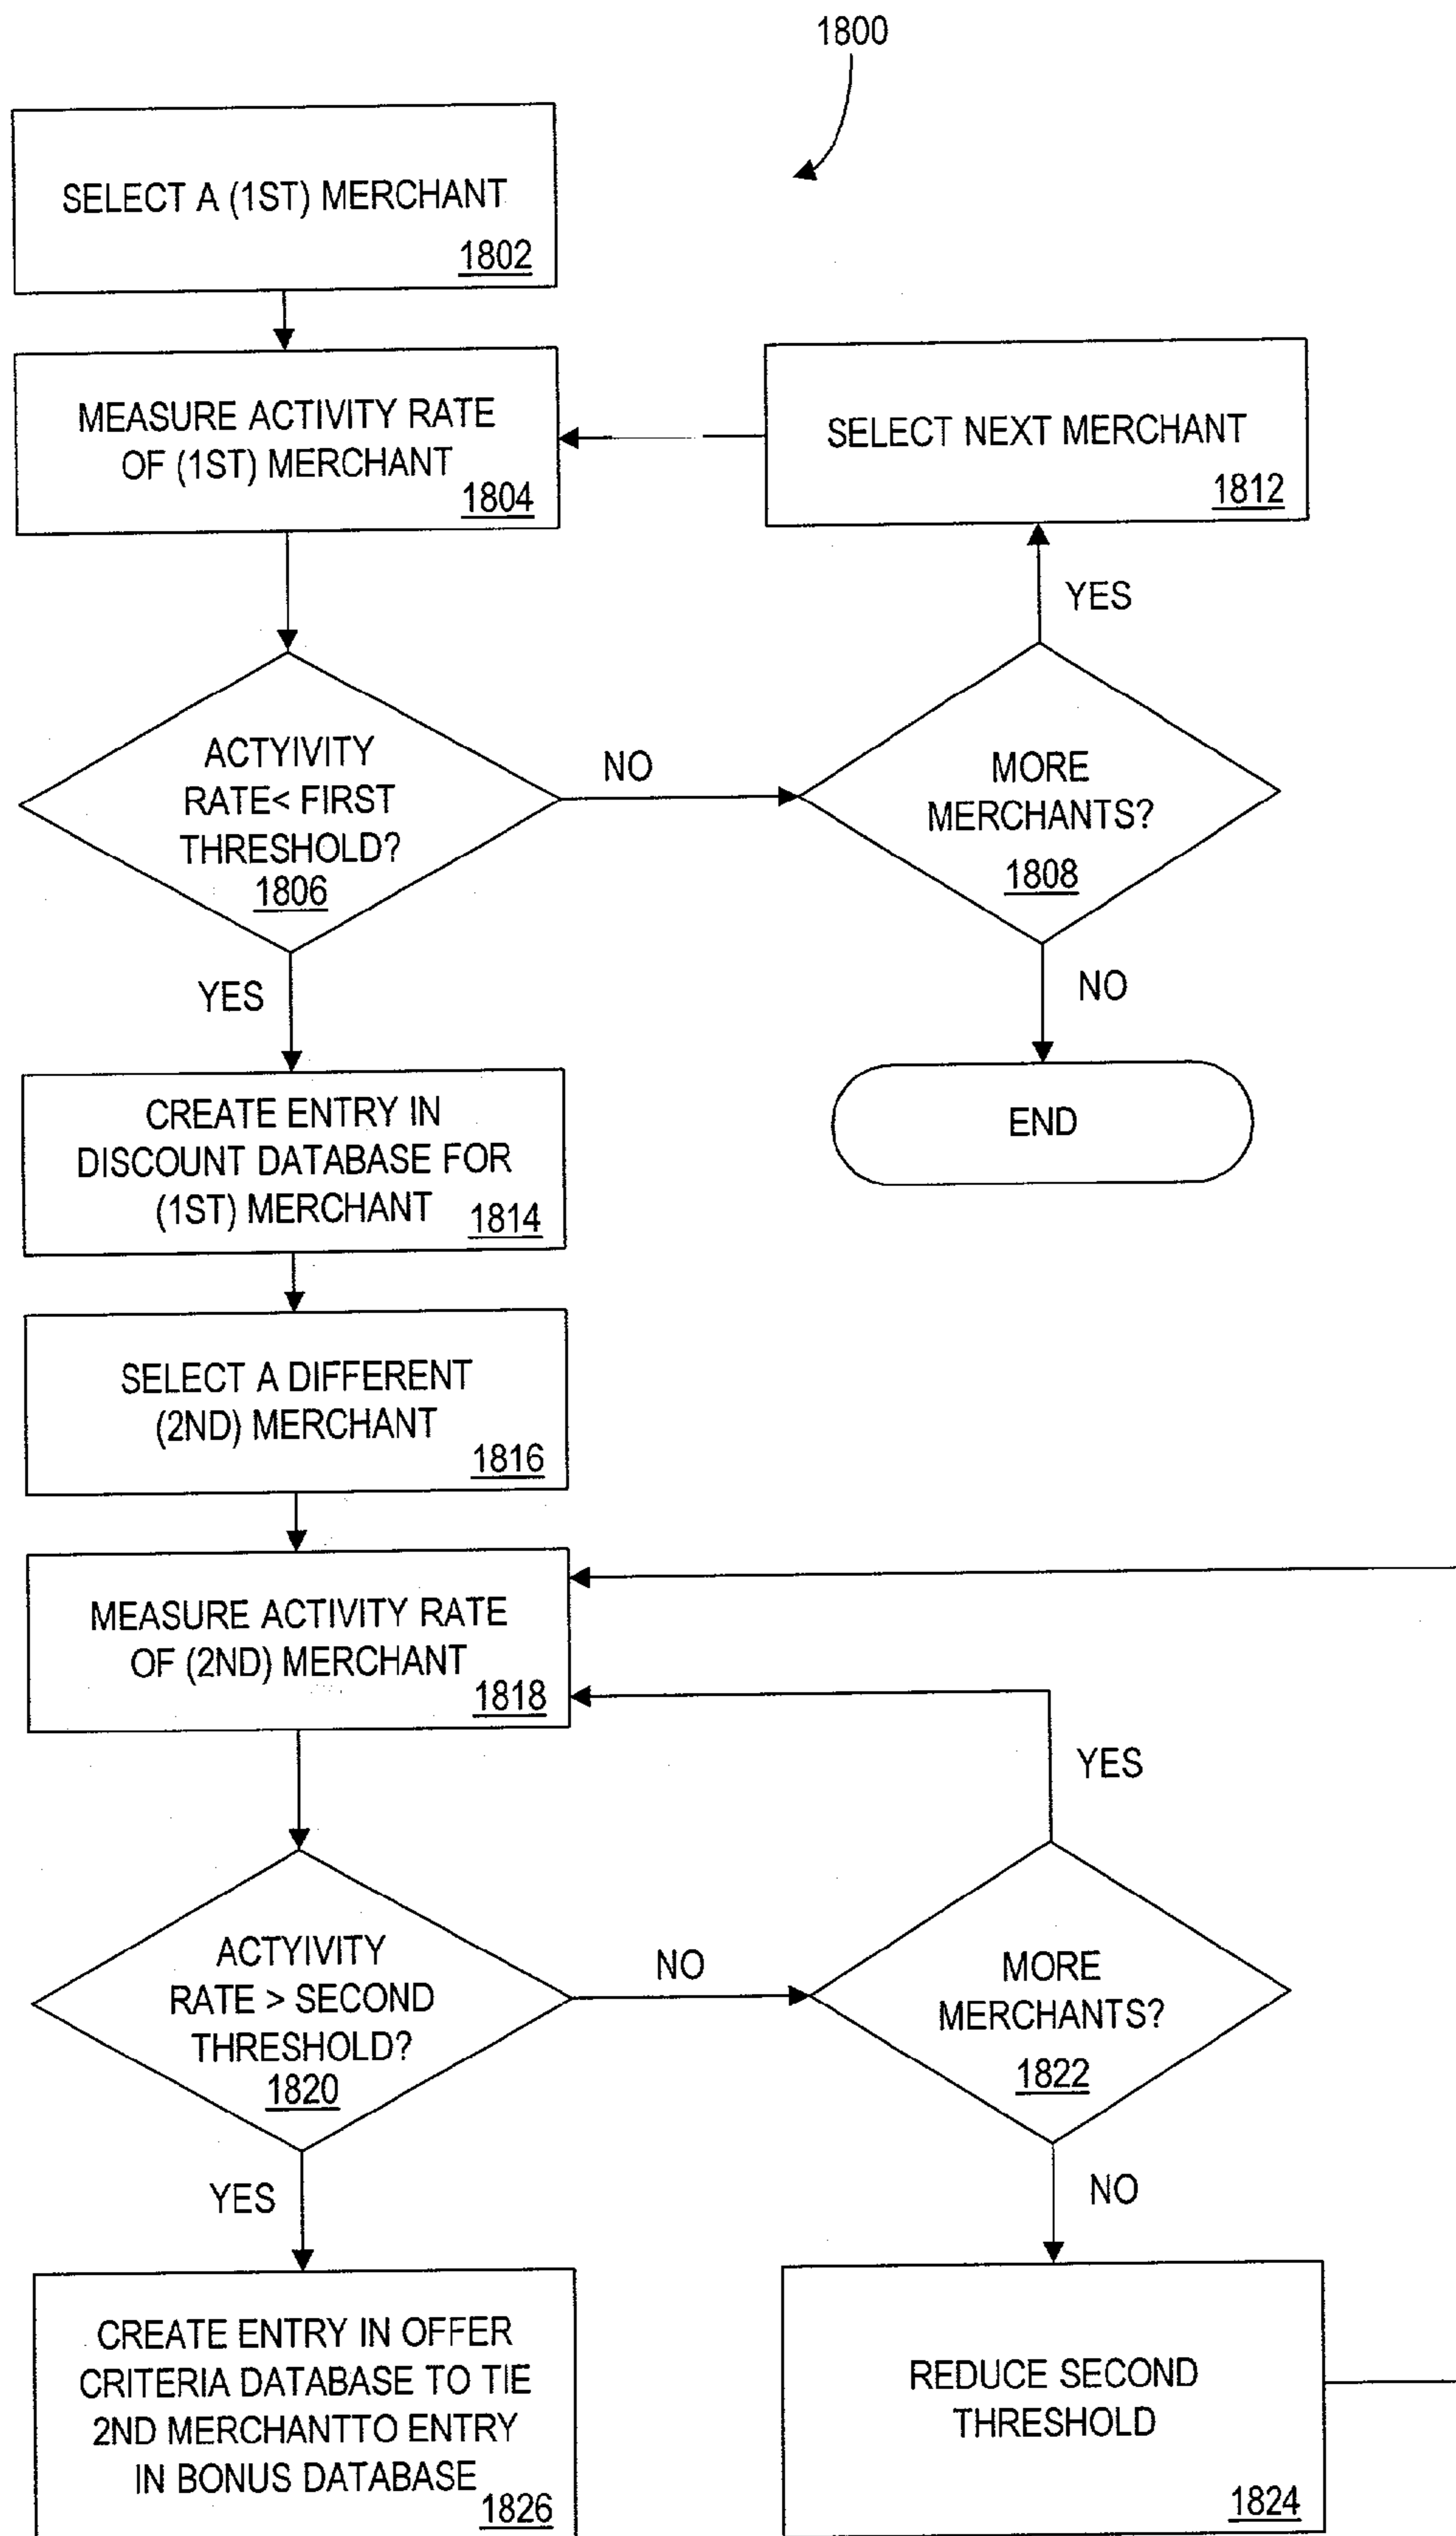 1800
SELECT A (1ST) MERCHANT
1802
MEASURE ACTIVITY RATE
OF (1ST) MERCHANT
1804
SELECT NEXT MERCHANT
1812
YES
ACTYIVITY
RATE< FIRST
THRESHOLD?
1806
NO
MORE
MERCHANTS?
1808
YES
NO
CREATE ENTRY IN
DISCOUNT DATABASE FOR
(1ST) MERCHANT
1814
END
SELECT A DIFFERENT
(2ND) MERCHANT
1816
MEASURE ACTIVITY RATE
OF (2ND) MERCHANT
1818
YES
ACTYIVITY
RATE > SECOND
THRESHOLD?
1820
NO
MORE
MERCHANTS?
1822
YES
NO
CREATE ENTRY IN OFFER
CRITERIA DATABASE TO TIE
2ND MERCHANTTO ENTRY
IN BONUS DATABASE
1826
REDUCE SECOND
THRESHOLD
1824